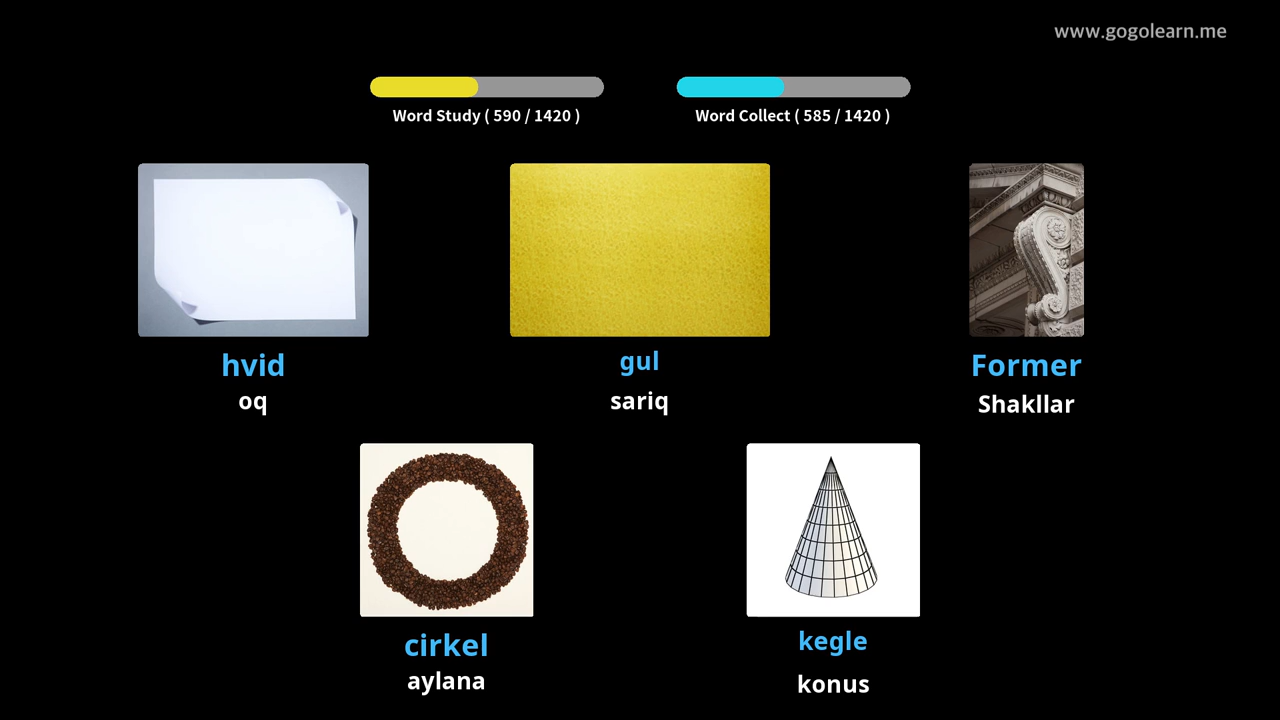 www.gogolearn.me
Word Study ( 590 / 1420 )
Word Collect ( 585 / 1420 )
hvid
oq
gul
sariq
Former
Shakllar
cirkel
aylana
kegle
konus